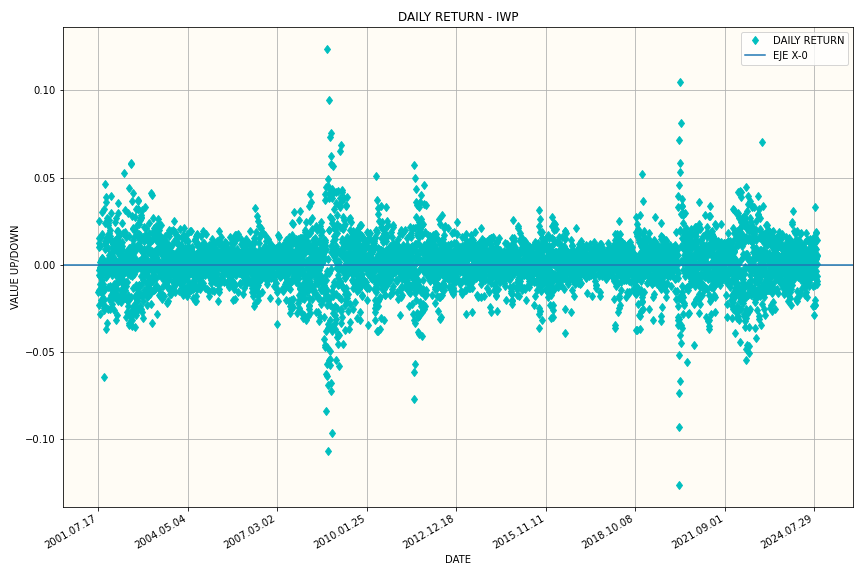 DAILY RETURN - IWP
DAILY RETURN
EJE X-0
0.10
0.05
0.00
−0.05
−0.10
VALUE UP/DOWN
2001.07.17
2004.05.04
2007.03.02
2010.01.25
2012.12.18
2015.11.11
2018.10.08
2021.09.01
2024.07.29
DATE